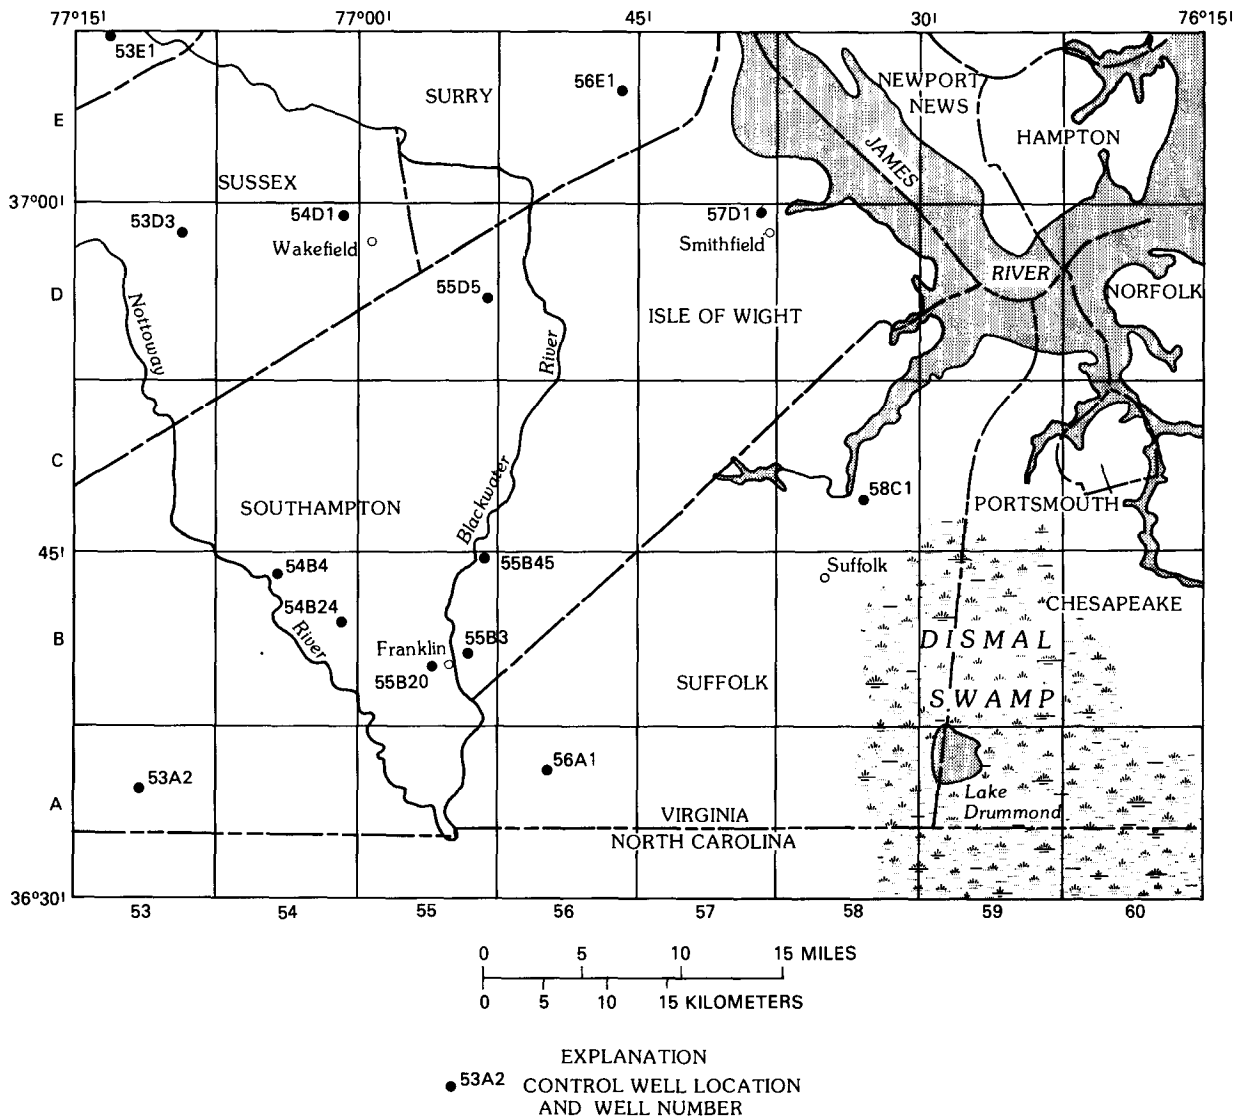 77°15' 77°00' 45' 30' 76°15'
53E1
SURRY
56E1
NEWPORT
NEWS
E
HAMPTON
JAMES
SUSSEX
37°00'
54D1
57D1
53D3
Wakefield
Smithfield
RIVER
D
55D5
NORFOLK
Nottoway
ISLE OF WIGHT
River
C
58C1
SOUTHAMPTON
Blackwater
PORTSMOUTH
45'
55B45
54B4
Suffolk
54B24
CHESAPEAKE
B
River
Franklin
55B3
DISMAL
55B20
SUFFOLK
SWAMP
56A1
53A2
Lake
Drummond
A
VIRGINIA
NORTH CAROLINA
36°30'
53 54 55 56 57 58 59 60
0 5 10 15 MILES
0 5 10 15 KILOMETERS
EXPLANATION
53A2 CONTROL WELL LOCATION
AND WELL NUMBER